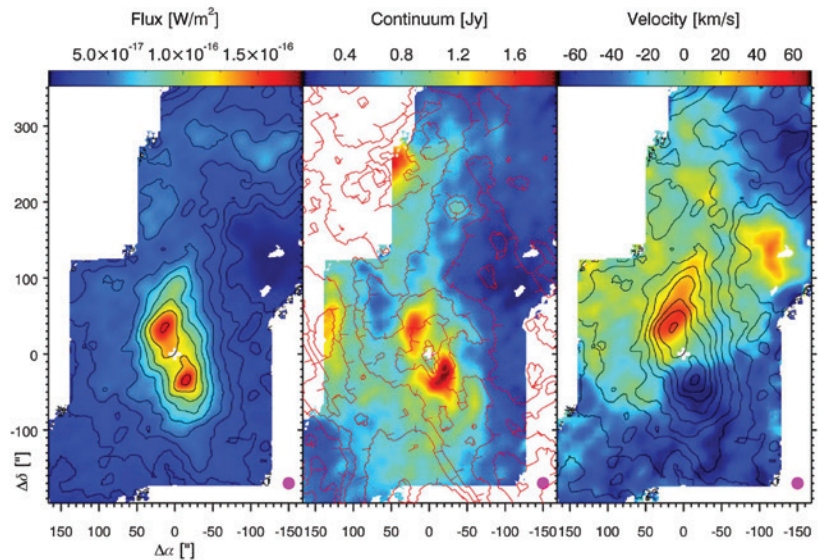 Flux [W/m²] Continuum [Jy] Velocity [km/s]
5.0×10⁻¹⁷ 1.0×10⁻¹⁶ 1.5×10⁻¹⁶ 0.4 0.8 1.2 1.6 -60 -40 -20 0 20 40 60
300
200
100
0
-100
Δδ ["]
150 100 50 0 -50 -100 -150 150 100 50 0 -50 -100 -150 150 100 50 0 -50 -100 -150
Δα ["]